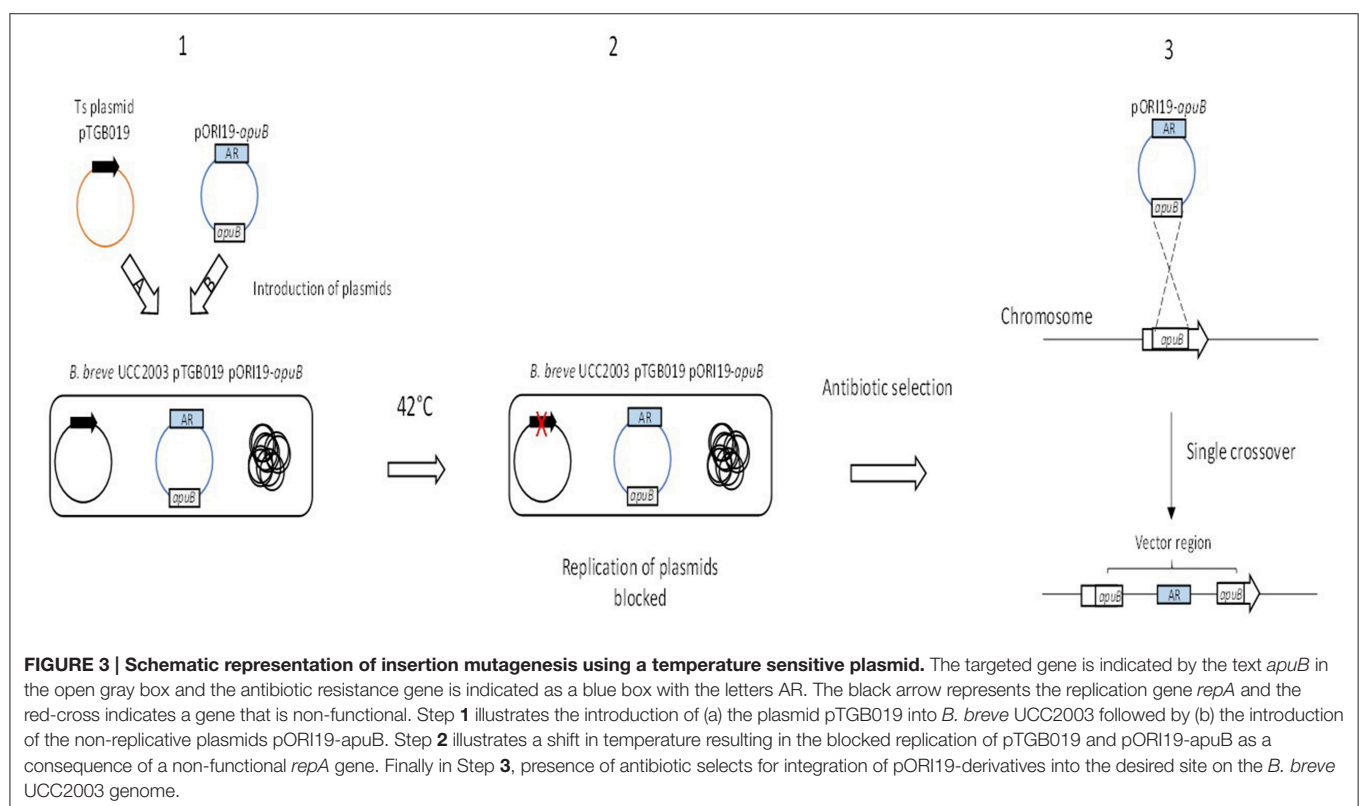 1
2
3
Ts plasmid
pTGB019
pORI19-apuB
AR
apuB
A
B
Introduction of plasmids
B. breve UCC2003 pTGB019 pORI19-apuB
AR
apuB
42°C
B. breve UCC2003 pTGB019 pORI19-apuB
X
AR
apuB
Replication of plasmids
blocked
Antibiotic selection
pORI19-apuB
AR
apuB
Chromosome
apuB
Single crossover
Vector region
apuB
AR
apuB
FIGURE 3 | Schematic representation of insertion mutagenesis using a temperature sensitive plasmid. The targeted gene is indicated by the text apuB in
the open gray box and the antibiotic resistance gene is indicated as a blue box with the letters AR. The black arrow represents the replication gene repA and the
red-cross indicates a gene that is non-functional. Step 1 illustrates the introduction of (a) the plasmid pTGB019 into B. breve UCC2003 followed by (b) the introduction
of the non-replicative plasmids pORI19-apuB. Step 2 illustrates a shift in temperature resulting in the blocked replication of pTGB019 and pORI19-apuB as a
consequence of a non-functional repA gene. Finally in Step 3, presence of antibiotic selects for integration of pORI19-derivatives into the desired site on the B. breve
UCC2003 genome.